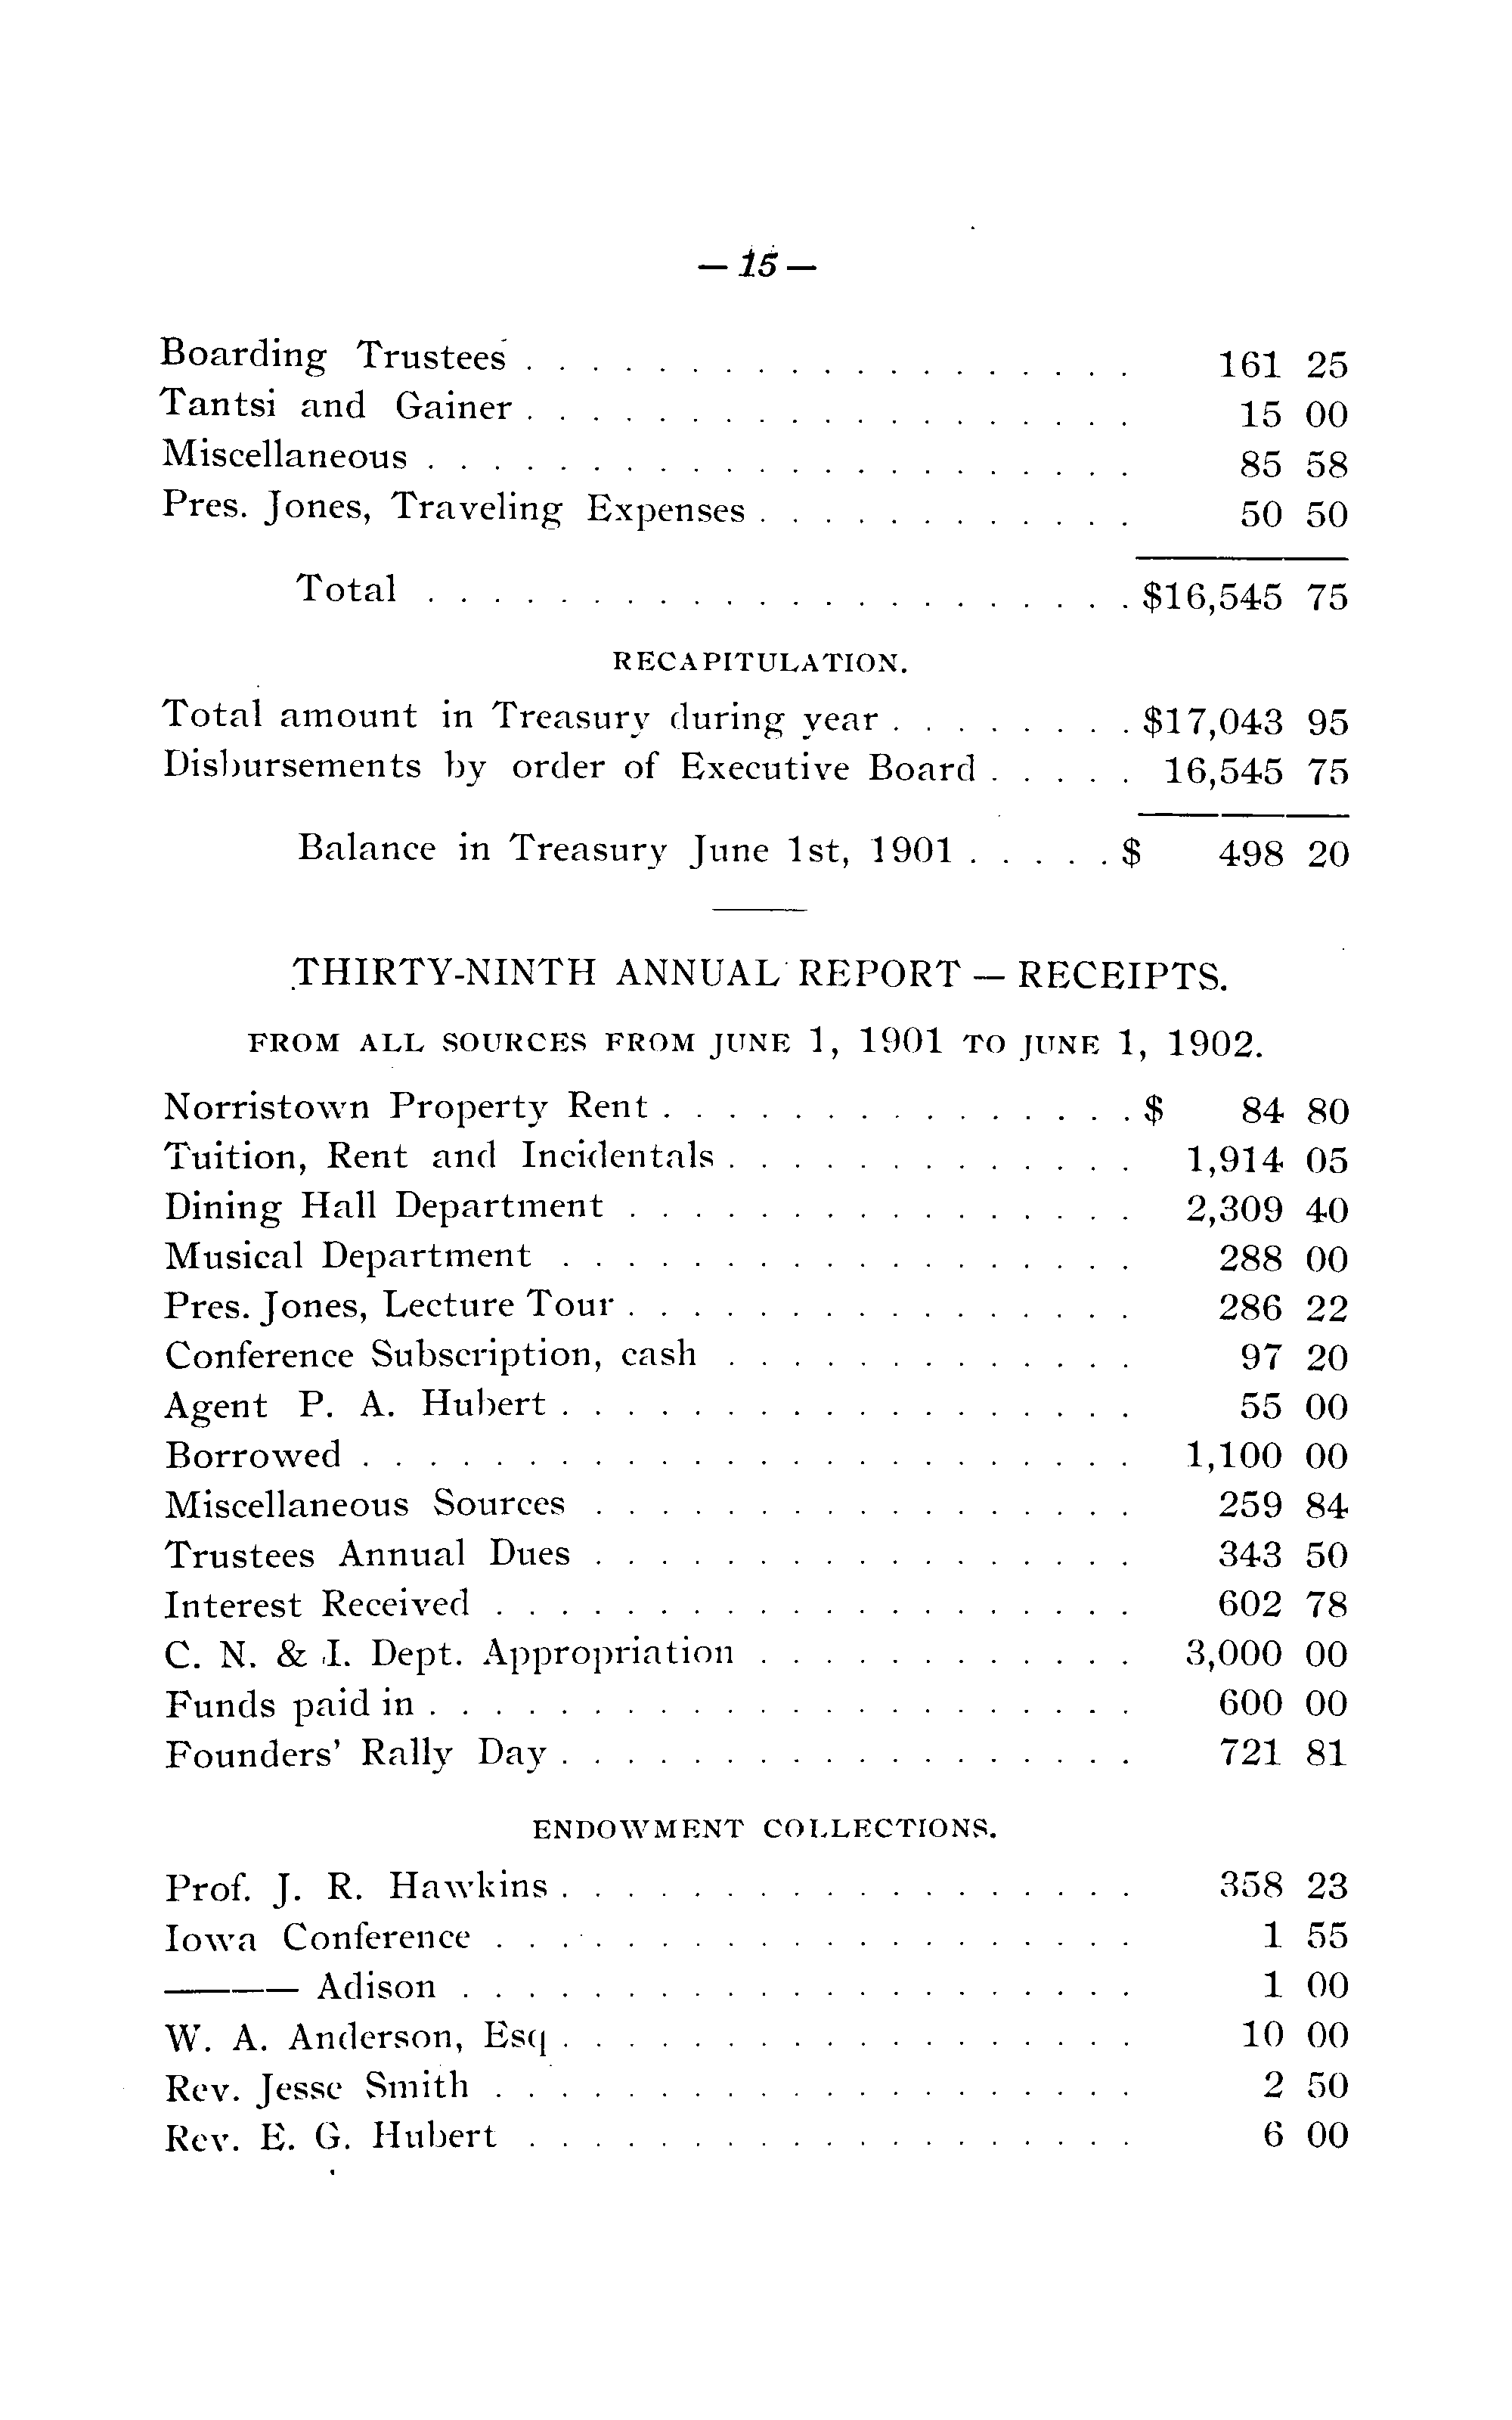 — 15 —
Boarding Trustees . . . . . . . . . . . . . . . . . . . 161 25
Tantsi and Gainer . . . . . . . . . . . . . . . . . . . 15 00
Miscellaneous . . . . . . . . . . . . . . . . . . . . . . 85 58
Pres. Jones, Traveling Expenses . . . . . . . . . . . . 50 50
Total . . . . . . . . . . . . . . . . . . . . . . $16,545 75
RECAPITULATION.
Total amount in Treasury during year . . . . . . . . $17,043 95
Disbursements by order of Executive Board . . . . . 16,545 75
Balance in Treasury June 1st, 1901 . . . . . $ 498 20
THIRTY-NINTH ANNUAL REPORT — RECEIPTS.
FROM ALL SOURCES FROM JUNE 1, 1901 TO JUNE 1, 1902.
Norristown Property Rent . . . . . . . . . . . . . . . $ 84 80
Tuition, Rent and Incidentals . . . . . . . . . . . . . 1,914 05
Dining Hall Department . . . . . . . . . . . . . . . . 2,309 40
Musical Department . . . . . . . . . . . . . . . . . . 288 00
Pres. Jones, Lecture Tour . . . . . . . . . . . . . . . . 286 22
Conference Subscription, cash . . . . . . . . . . . . . 97 20
Agent P. A. Hubert . . . . . . . . . . . . . . . . . . 55 00
Borrowed . . . . . . . . . . . . . . . . . . . . . . . . 1,100 00
Miscellaneous Sources . . . . . . . . . . . . . . . . . 259 84
Trustees Annual Dues . . . . . . . . . . . . . . . . . 343 50
Interest Received . . . . . . . . . . . . . . . . . . . . 602 78
C. N. & I. Dept. Appropriation . . . . . . . . . . . . 3,000 00
Funds paid in . . . . . . . . . . . . . . . . . . . . . . 600 00
Founders' Rally Day . . . . . . . . . . . . . . . . . . 721 81
ENDOWMENT COLLECTIONS.
Prof. J. R. Hawkins . . . . . . . . . . . . . . . . . . 358 23
Iowa Conference . . . . . . . . . . . . . . . . . . . . 1 55
——— Adison . . . . . . . . . . . . . . . . . . . . . 1 00
W. A. Anderson, Esq . . . . . . . . . . . . . . . . . . 10 00
Rev. Jesse Smith . . . . . . . . . . . . . . . . . . . . 2 50
Rev. E. G. Hubert . . . . . . . . . . . . . . . . . . . 6 00